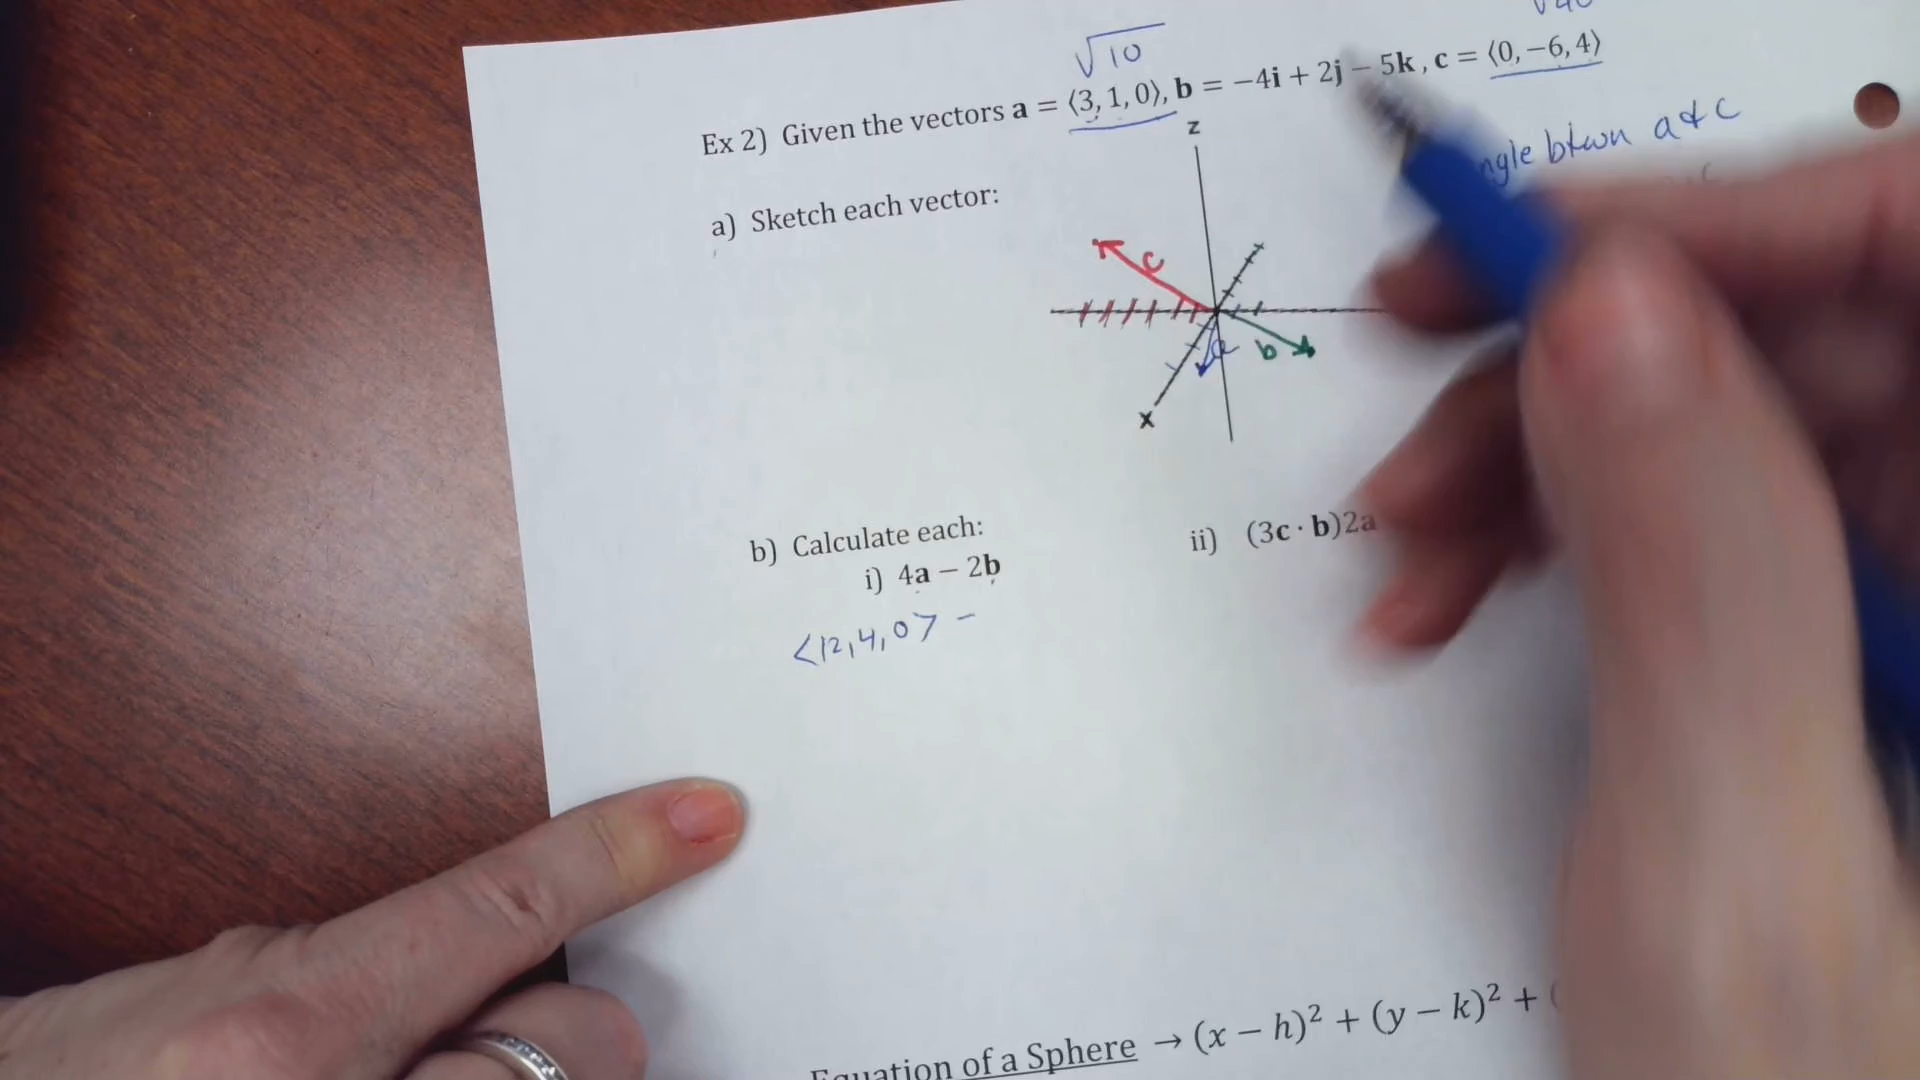 √10
Ex 2) Given the vectors a = ⟨3, 1, 0⟩, b = −4i + 2j − 5k , c = ⟨0, −6, 4⟩
z
ngle btwn a & c
a) Sketch each vector:
c
a
b
x
b) Calculate each:
i) 4a − 2b
ii) (3c · b)2a
<12,4,0> −
Equation of a Sphere → (x − h)² + (y − k)² + (